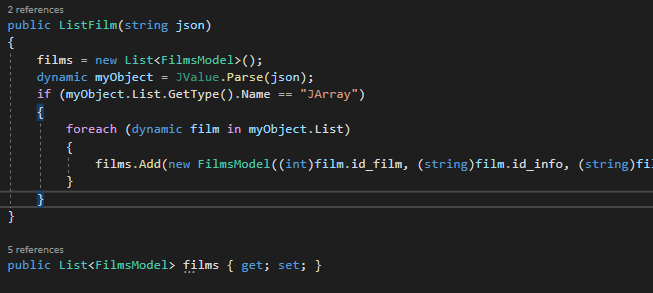 2 references
public ListFilm(string json)
{
films = new List<FilmsModel>();
dynamic myObject = JValue.Parse(json);
if (myObject.List.GetType().Name == "JArray")
{
foreach (dynamic film in myObject.List)
{
films.Add(new FilmsModel((int)film.id_film, (string)film.id_info, (string)fil
}
}
}
5 references
public List<FilmsModel> films { get; set; }